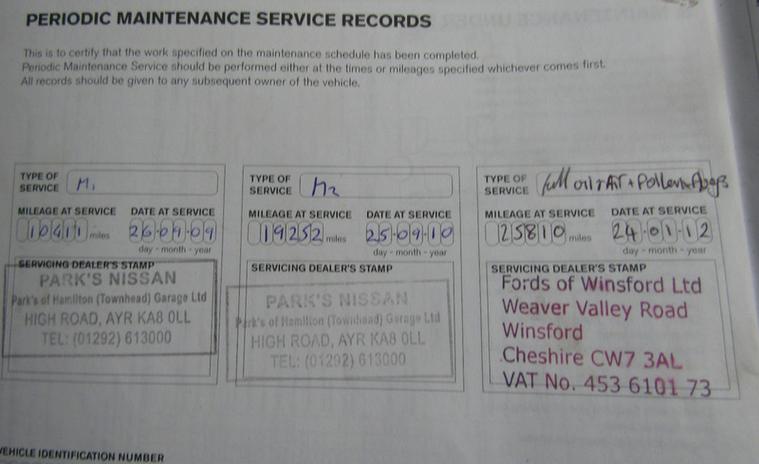 PERIODIC MAINTENANCE SERVICE RECORDS
This is to certify that the work specified on the maintenance schedule has been completed.
Periodic Maintenance Service should be performed either at the times or mileages specified whichever comes first.
All records should be given to any subsequent owner of the vehicle.
TYPE OF
SERVICE M1
MILEAGE AT SERVICE DATE AT SERVICE
10411 miles 26·09·09
day - month - year
SERVICING DEALER'S STAMP
PARK'S NISSAN
Park's of Hamilton (Townhead) Garage Ltd
HIGH ROAD, AYR KA8 0LL
TEL: (01292) 613000
TYPE OF
SERVICE M2
MILEAGE AT SERVICE DATE AT SERVICE
19252 miles 25·09·10
day - month - year
SERVICING DEALER'S STAMP
PARK'S NISSAN
Park's of Hamilton (Townhead) Garage Ltd
HIGH ROAD, AYR KA8 0LL
TEL: (01292) 613000
TYPE OF
SERVICE full oil + Air + Pollen
MILEAGE AT SERVICE DATE AT SERVICE
25810 miles 24·01·12
day - month - year
SERVICING DEALER'S STAMP
Fords of Winsford Ltd
Weaver Valley Road
Winsford
Cheshire CW7 3AL
VAT No. 453 6101 73
VEHICLE IDENTIFICATION NUMBER